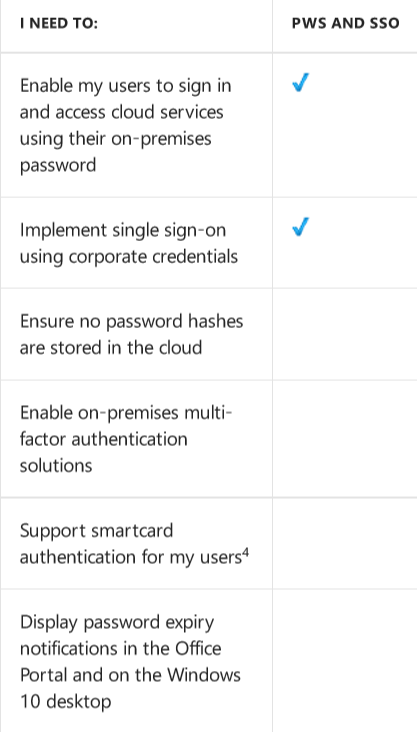 I NEED TO:
PWS AND SSO
Enable my users to sign in
and access cloud services
using their on-premises
password
Implement single sign-on
using corporate credentials
Ensure no password hashes
are stored in the cloud
Enable on-premises multi-
factor authentication
solutions
Support smartcard
authentication for my users⁴
Display password expiry
notifications in the Office
Portal and on the Windows
10 desktop